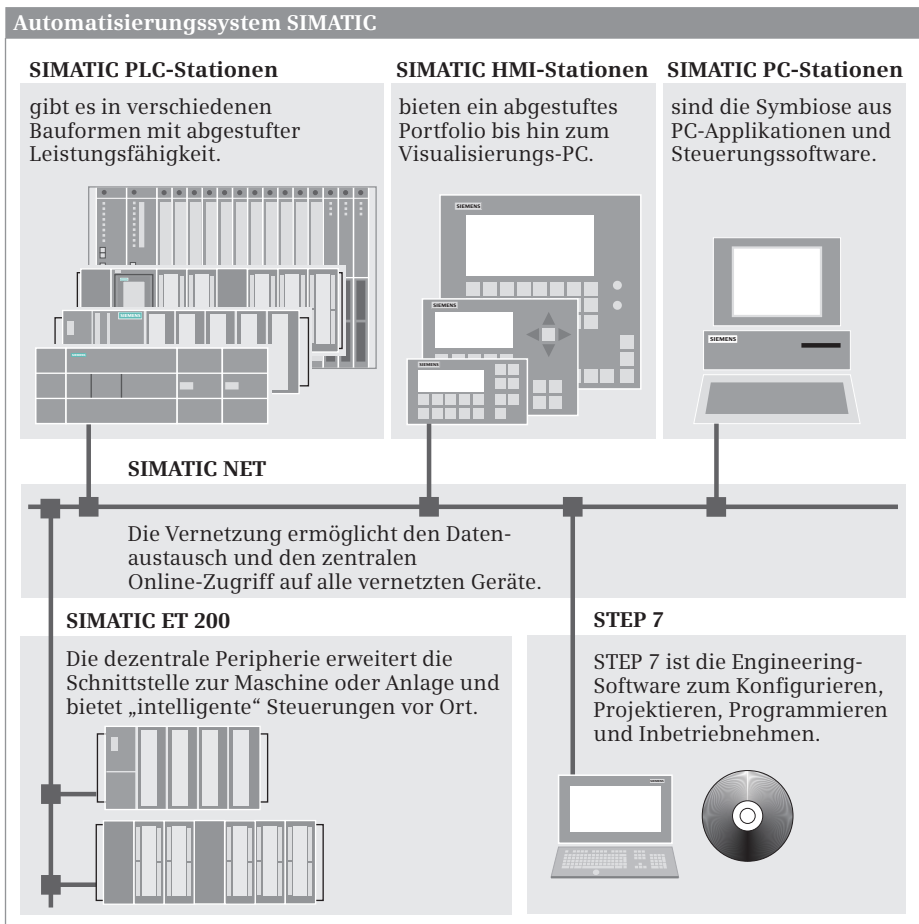 Automatisierungssystem SIMATIC
SIMATIC PLC-Stationen
gibt es in verschiedenen
Bauformen mit abgestufter
Leistungsfähigkeit.
SIEMENS
SIMATIC HMI-Stationen
bieten ein abgestuftes
Portfolio bis hin zum
Visualisierungs-PC.
SIEMENS
SIEMENS
SIEMENS
SIMATIC PC-Stationen
sind die Symbiose aus
PC-Applikationen und
Steuerungssoftware.
SIEMENS
SIMATIC NET
Die Vernetzung ermöglicht den Daten-
austausch und den zentralen
Online-Zugriff auf alle vernetzten Geräte.
SIMATIC ET 200
Die dezentrale Peripherie erweitert die
Schnittstelle zur Maschine oder Anlage und
bietet „intelligente“ Steuerungen vor Ort.
STEP 7
STEP 7 ist die Engineering-
Software zum Konfigurieren,
Projektieren, Programmieren
und Inbetriebnehmen.